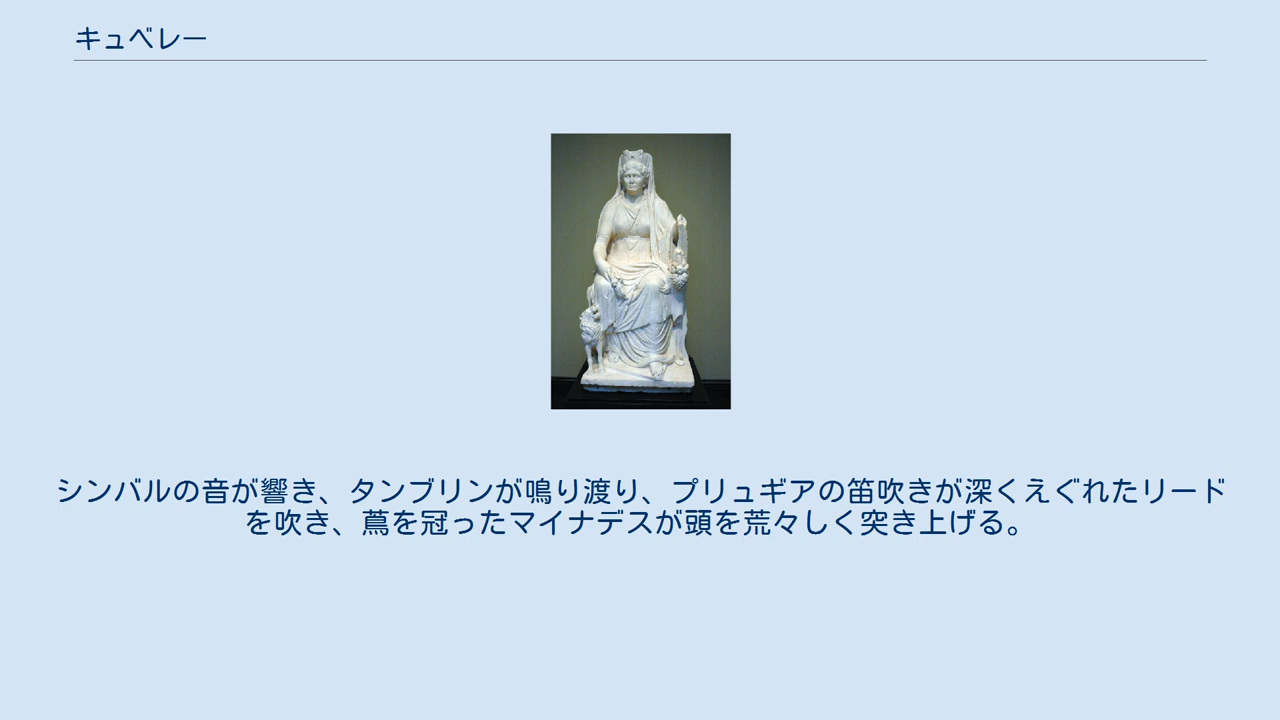 キュベレー
シンバルの音が響き、タンブリンが鳴り渡り、プリュギアの笛吹きが深くえぐれたリード
を吹き、蔦を冠ったマイナデスが頭を荒々しく突き上げる。